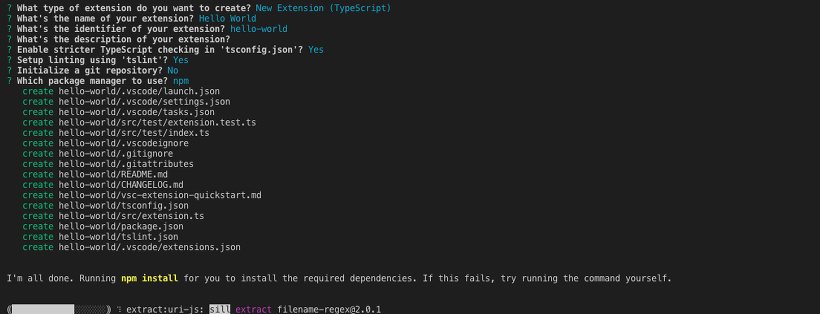 ? What type of extension do you want to create? New Extension (TypeScript)
? What's the name of your extension? Hello World
? What's the identifier of your extension? hello-world
? What's the description of your extension?
? Enable stricter TypeScript checking in 'tsconfig.json'? Yes
? Setup linting using 'tslint'? Yes
? Initialize a git repository? No
? Which package manager to use? npm
create hello-world/.vscode/launch.json
create hello-world/.vscode/settings.json
create hello-world/.vscode/tasks.json
create hello-world/src/test/extension.test.ts
create hello-world/src/test/index.ts
create hello-world/.vscodeignore
create hello-world/.gitignore
create hello-world/.gitattributes
create hello-world/README.md
create hello-world/CHANGELOG.md
create hello-world/vsc-extension-quickstart.md
create hello-world/tsconfig.json
create hello-world/src/extension.ts
create hello-world/package.json
create hello-world/tslint.json
create hello-world/.vscode/extensions.json
I'm all done. Running npm install for you to install the required dependencies. If this fails, try running the command yourself.
extract:uri-js: sill extract filename-regex@2.0.1